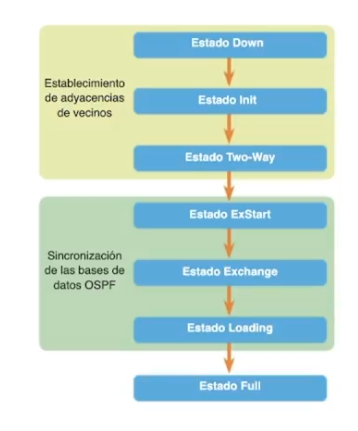 Estado Down
Establecimiento
de adyacencias
de vecinos
Estado Init
Estado Two-Way
Estado ExStart
Sincronización
de las bases de
datos OSPF
Estado Exchange
Estado Loading
Estado Full